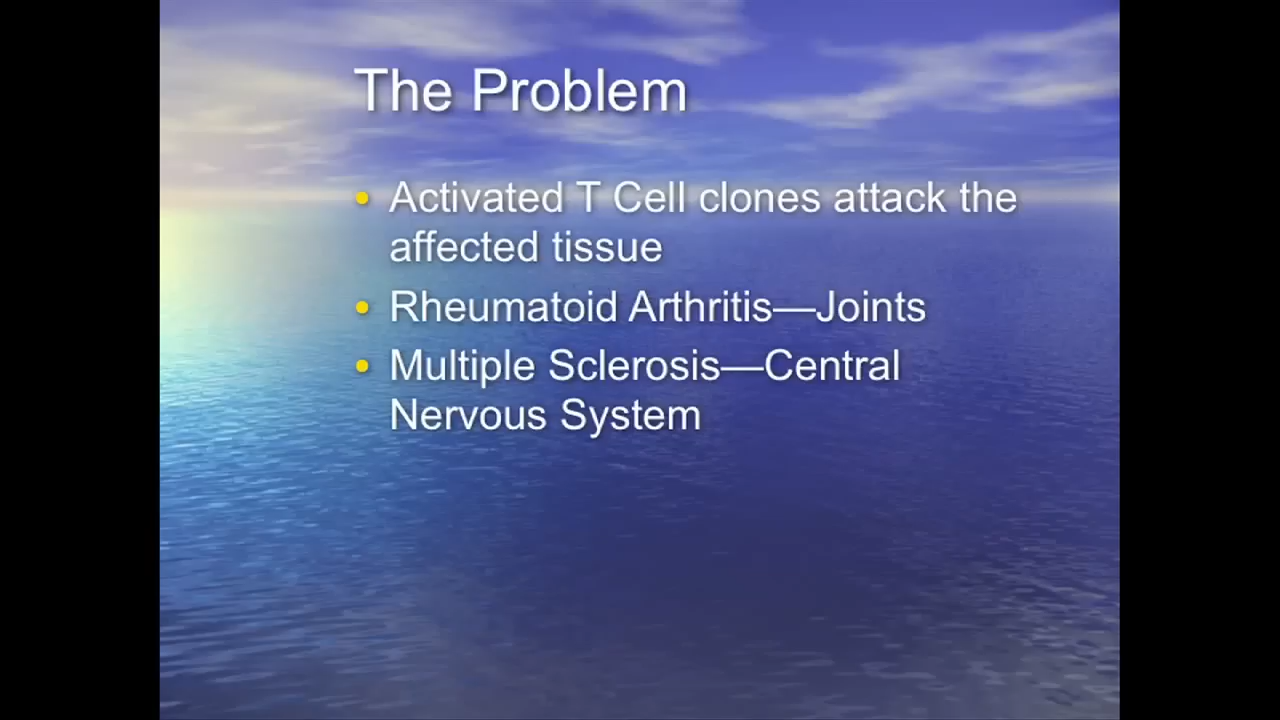 The Problem
• Activated T Cell clones attack the
affected tissue
• Rheumatoid Arthritis—Joints
• Multiple Sclerosis—Central
Nervous System